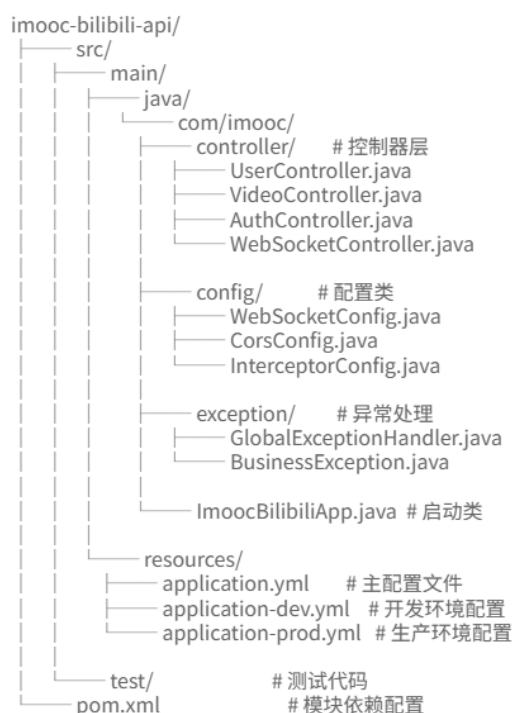 imooc-bilibili-api/
├── src/
│   ├── main/
│   │   ├── java/
│   │   │   └── com/imooc/
│   │   │       ├── controller/ # 控制器层
│   │   │       │   ├── UserController.java
│   │   │       │   ├── VideoController.java
│   │   │       │   ├── AuthController.java
│   │   │       │   └── WebSocketController.java
│   │   │       │
│   │   │       ├── config/ # 配置类
│   │   │       │   ├── WebSocketConfig.java
│   │   │       │   ├── CorsConfig.java
│   │   │       │   └── InterceptorConfig.java
│   │   │       │
│   │   │       ├── exception/ # 异常处理
│   │   │       │   ├── GlobalExceptionHandler.java
│   │   │       │   └── BusinessException.java
│   │   │       │
│   │   │       └── ImoocBilibiliApp.java # 启动类
│   │   │
│   │   └── resources/
│   │       ├── application.yml # 主配置文件
│   │       ├── application-dev.yml # 开发环境配置
│   │       └── application-prod.yml # 生产环境配置
│   │
│   └── test/ # 测试代码
└── pom.xml # 模块依赖配置